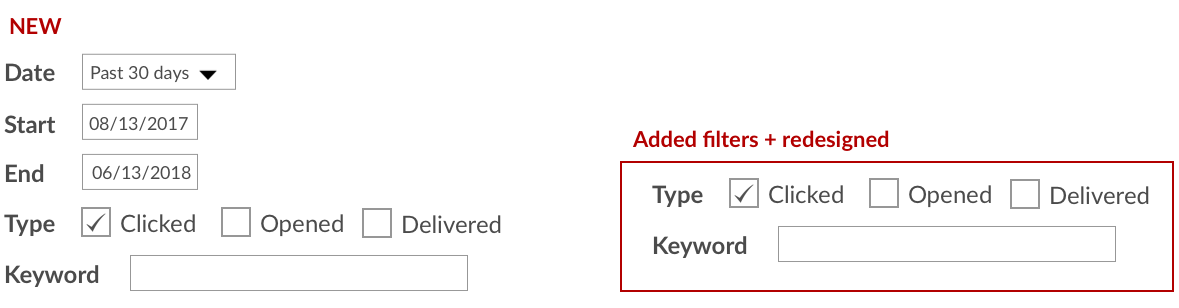 NEW
Date Past 30 days
Start 08/13/2017
End 06/13/2018
Type Clicked Opened Delivered
Keyword
Added filters + redesigned
Type Clicked Opened Delivered
Keyword